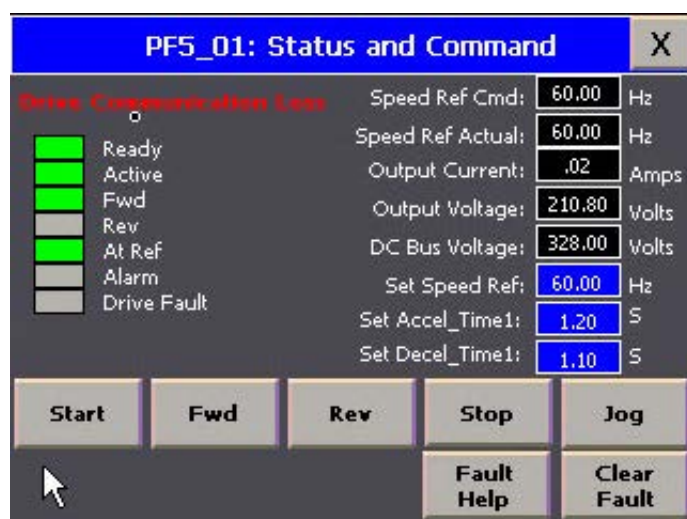 PF5_01: Status and Command X
Drive Communication Loss
Speed Ref Cmd: 60.00 Hz
Speed Ref Actual: 60.00 Hz
Output Current: .02 Amps
Output Voltage: 210.80 Volts
DC Bus Voltage: 328.00 Volts
Set Speed Ref: 60.00 Hz
Set Accel_Time1: 1.20 S
Set Decel_Time1: 1.10 S
Ready
Active
Fwd
Rev
At Ref
Alarm
Drive Fault
Start Fwd Rev Stop Jog
Fault Help
Clear Fault